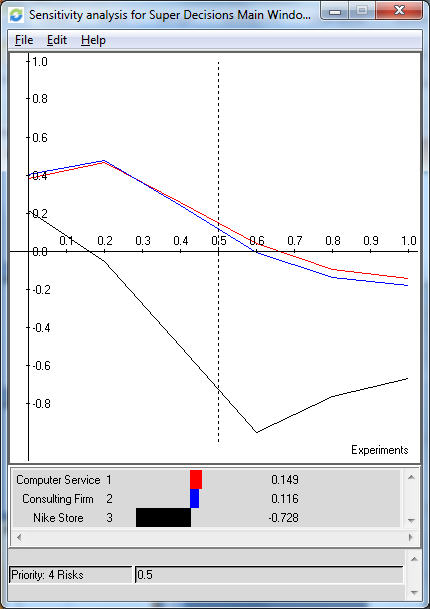 Sensitivity analysis for Super Decisions Main Windo...
File Edit Help
1.0
0.8
0.6
0.4
0.2
0.1 0.2 0.3 0.4 0.5 0.6 0.7 0.8 0.9 1.0
0.0
-0.2
-0.4
-0.6
-0.8
Experiments
Computer Service 1 0.149
Consulting Firm 2 0.116
Nike Store 3 -0.728
Priority: 4 Risks 0.5